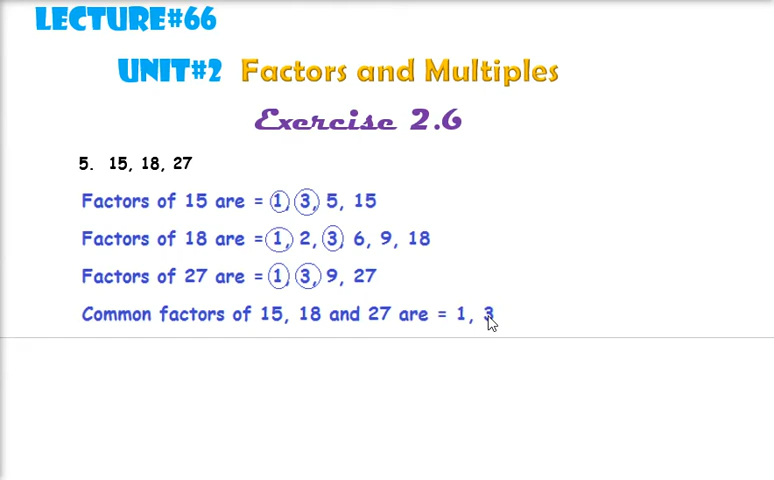 LECTURE#66
UNIT#2 Factors and Multiples
Exercise 2.6
5. 15, 18, 27
Factors of 15 are = 1, 3, 5, 15
Factors of 18 are = 1, 2, 3, 6, 9, 18
Factors of 27 are = 1, 3, 9, 27
Common factors of 15, 18 and 27 are = 1, 3